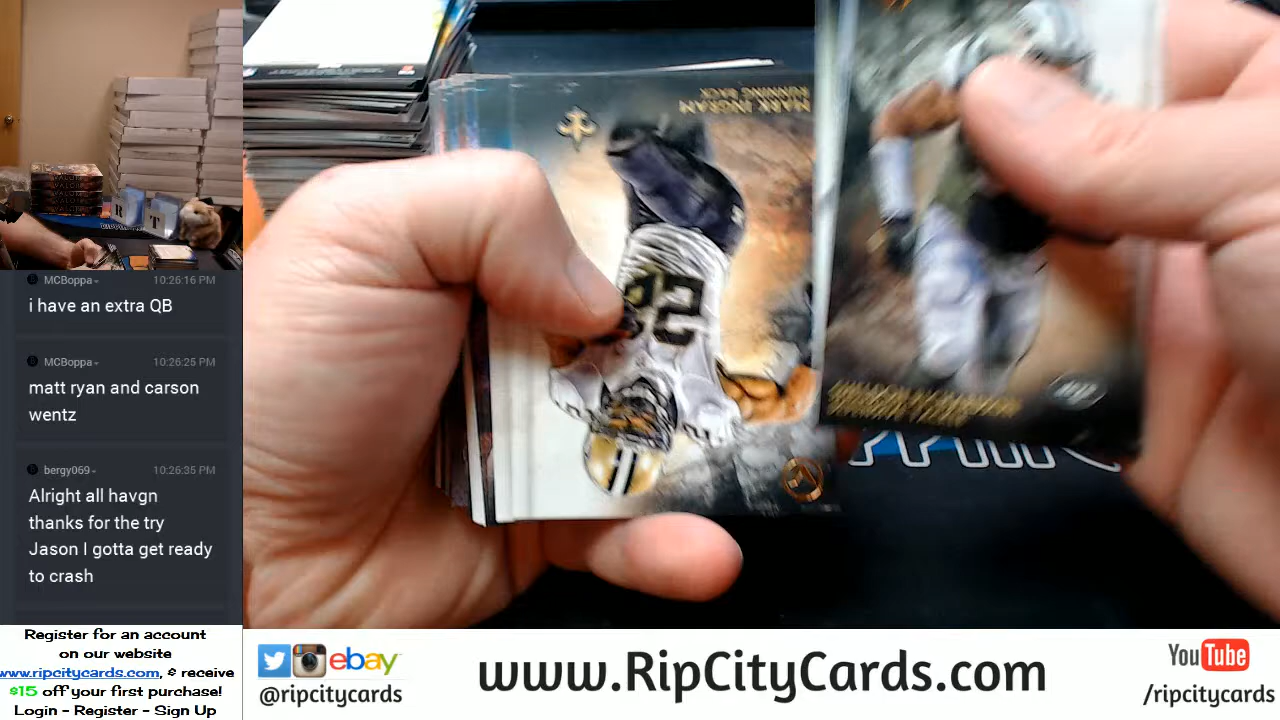 MCBoppa 10:26:16 PM
i have an extra QB
MCBoppa 10:26:25 PM
matt ryan and carson
wentz
bergy069 10:26:35 PM
Alright all havgn
thanks for the try
Jason I gotta get ready
to crash
Register for an account
on our website
www.ripcitycards.com, & receive
$15 off your first purchase!
Login - Register - Sign Up
MARK INGRAM
RUNNING BACK
22
R T
@ripcitycards
ebay
www.RipCityCards.com
YouTube
/ripcitycards